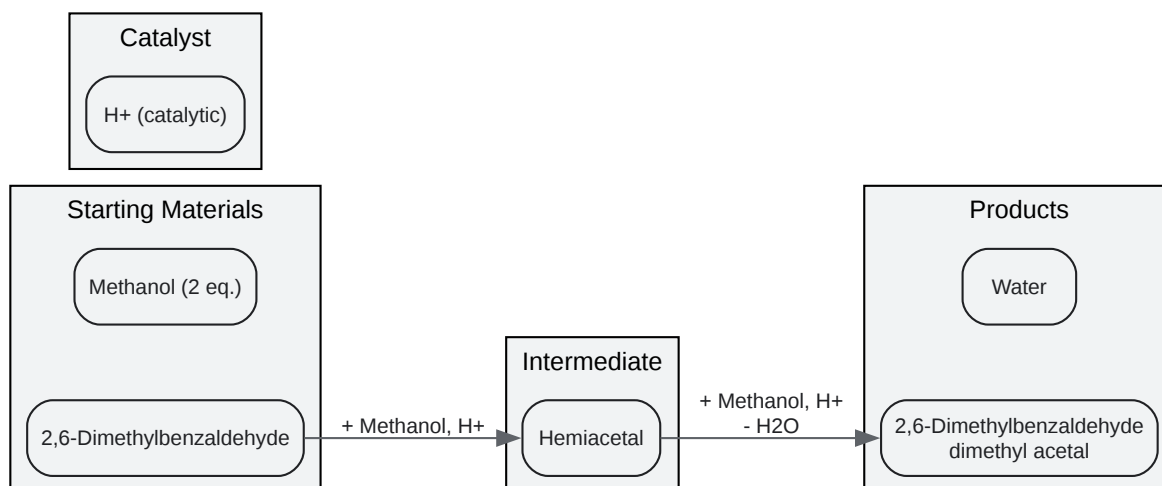 Catalyst
H+ (catalytic)
Starting Materials
Methanol (2 eq.)
2,6-Dimethylbenzaldehyde
+ Methanol, H+
Intermediate
Hemiacetal
+ Methanol, H+
- H2O
Products
Water
2,6-Dimethylbenzaldehyde
dimethyl acetal